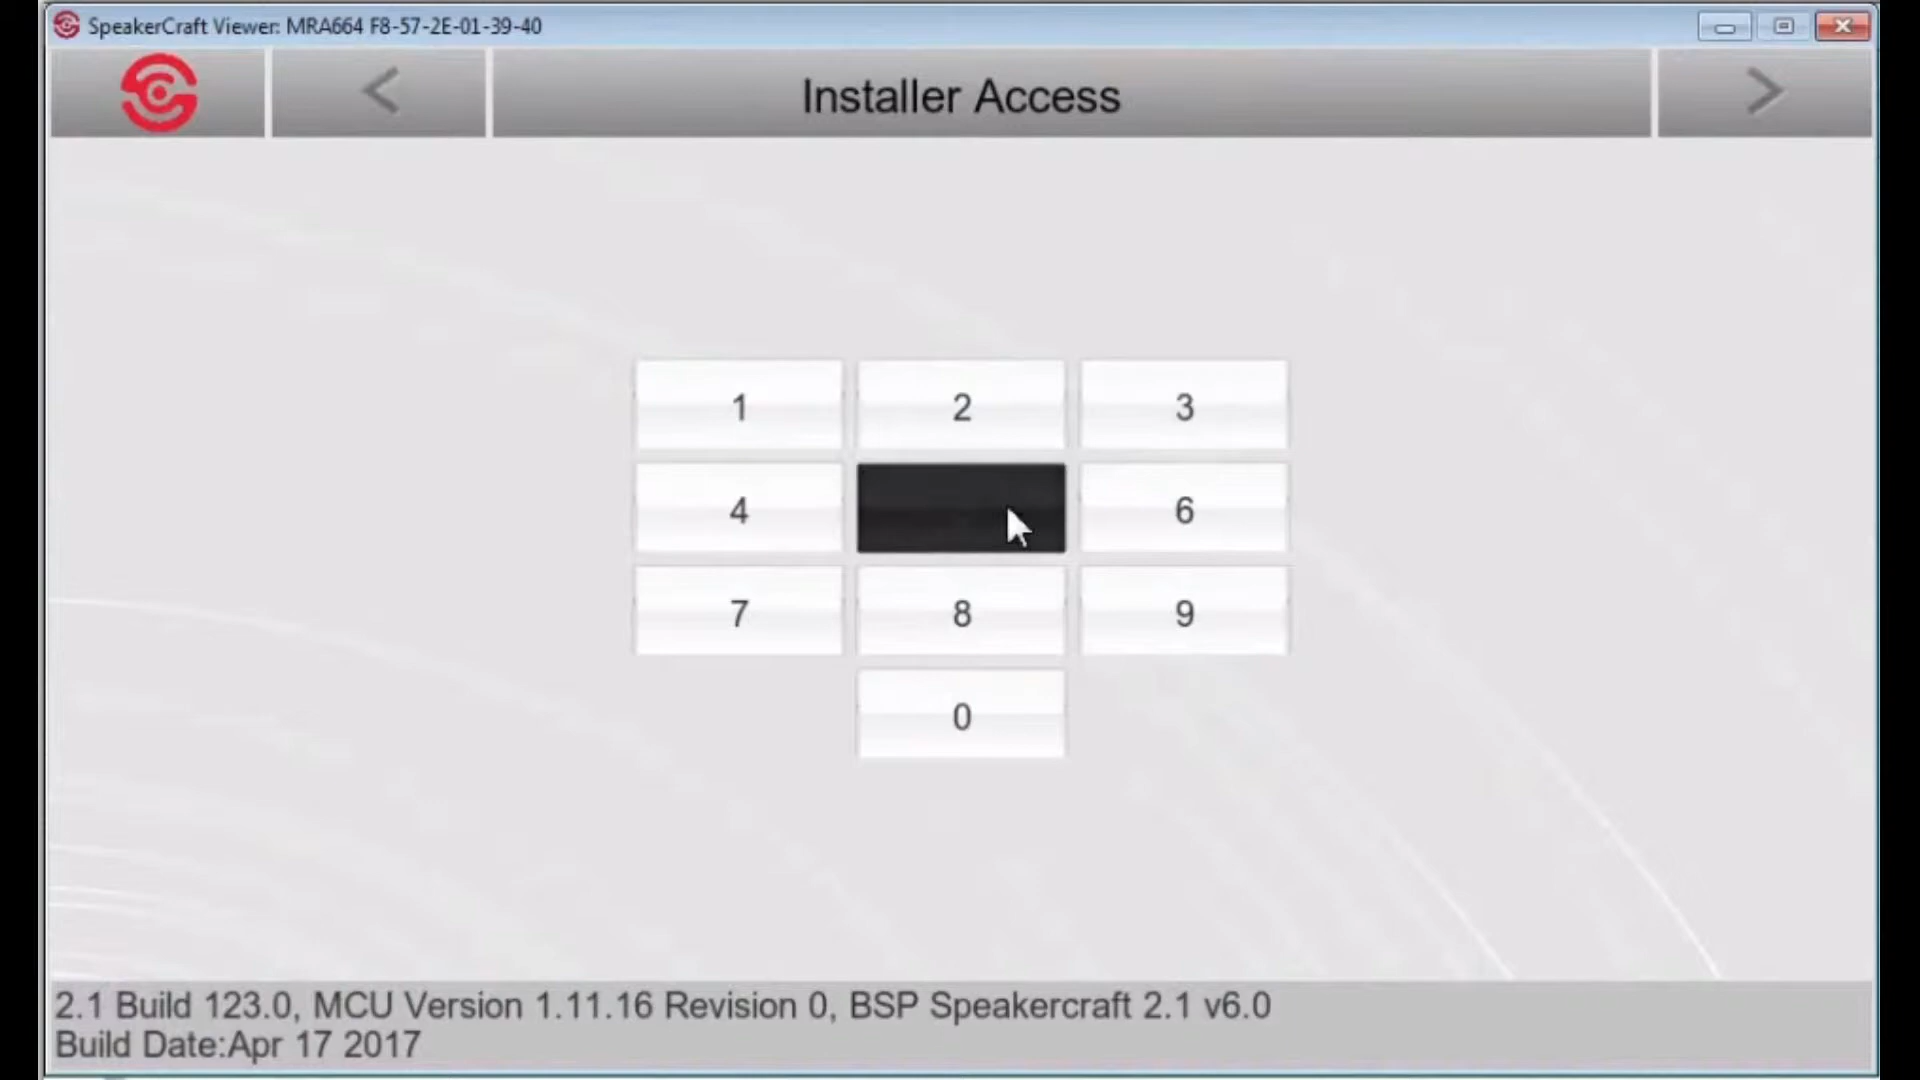 SpeakerCraft Viewer: MRA664 F8-57-2E-01-39-40
Installer Access
1 2 3
4 6
7 8 9
0
2.1 Build 123.0, MCU Version 1.11.16 Revision 0, BSP Speakercraft 2.1 v6.0
Build Date:Apr 17 2017